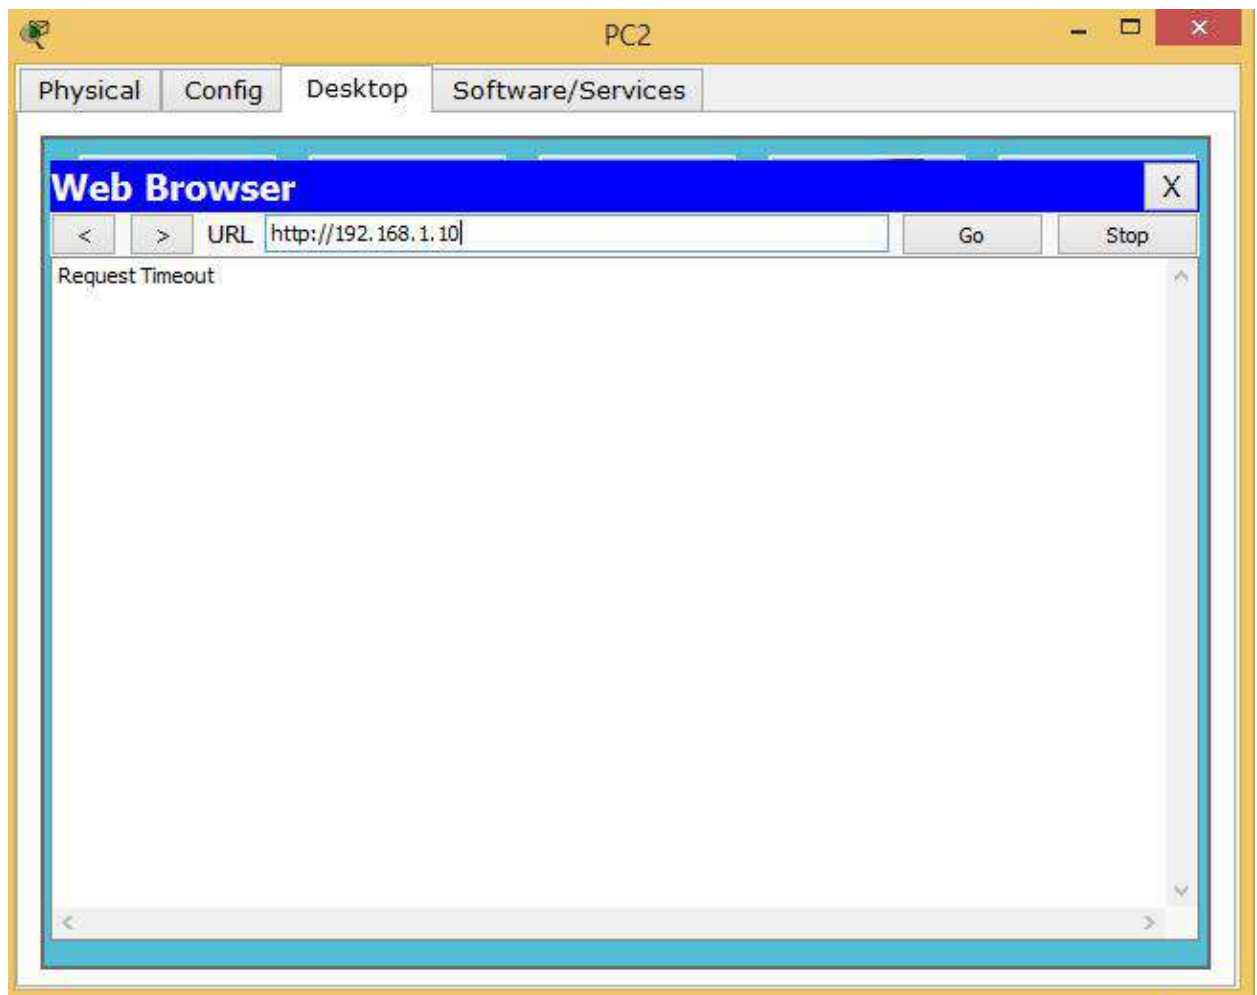 PC2
Physical Config Desktop Software/Services
Web Browser X
< > URL http://192.168.1.10 Go Stop
Request Timeout